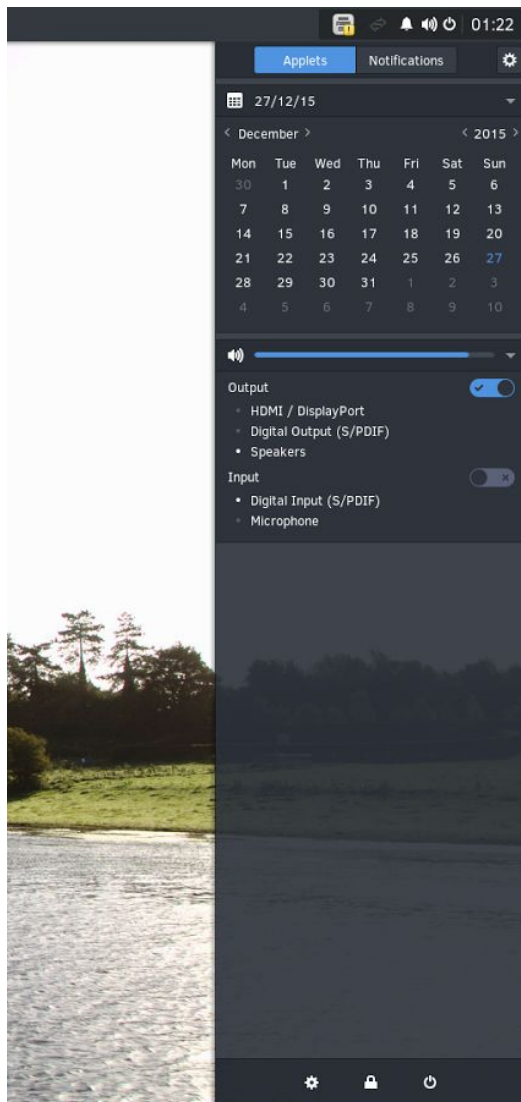 01:22
Applets Notifications
27/12/15
< December > < 2015 >
Mon Tue Wed Thu Fri Sat Sun
30 1 2 3 4 5 6
7 8 9 10 11 12 13
14 15 16 17 18 19 20
21 22 23 24 25 26 27
28 29 30 31 1 2 3
4 5 6 7 8 9 10
Output
• HDMI / DisplayPort
• Digital Output (S/PDIF)
• Speakers
Input
• Digital Input (S/PDIF)
• Microphone